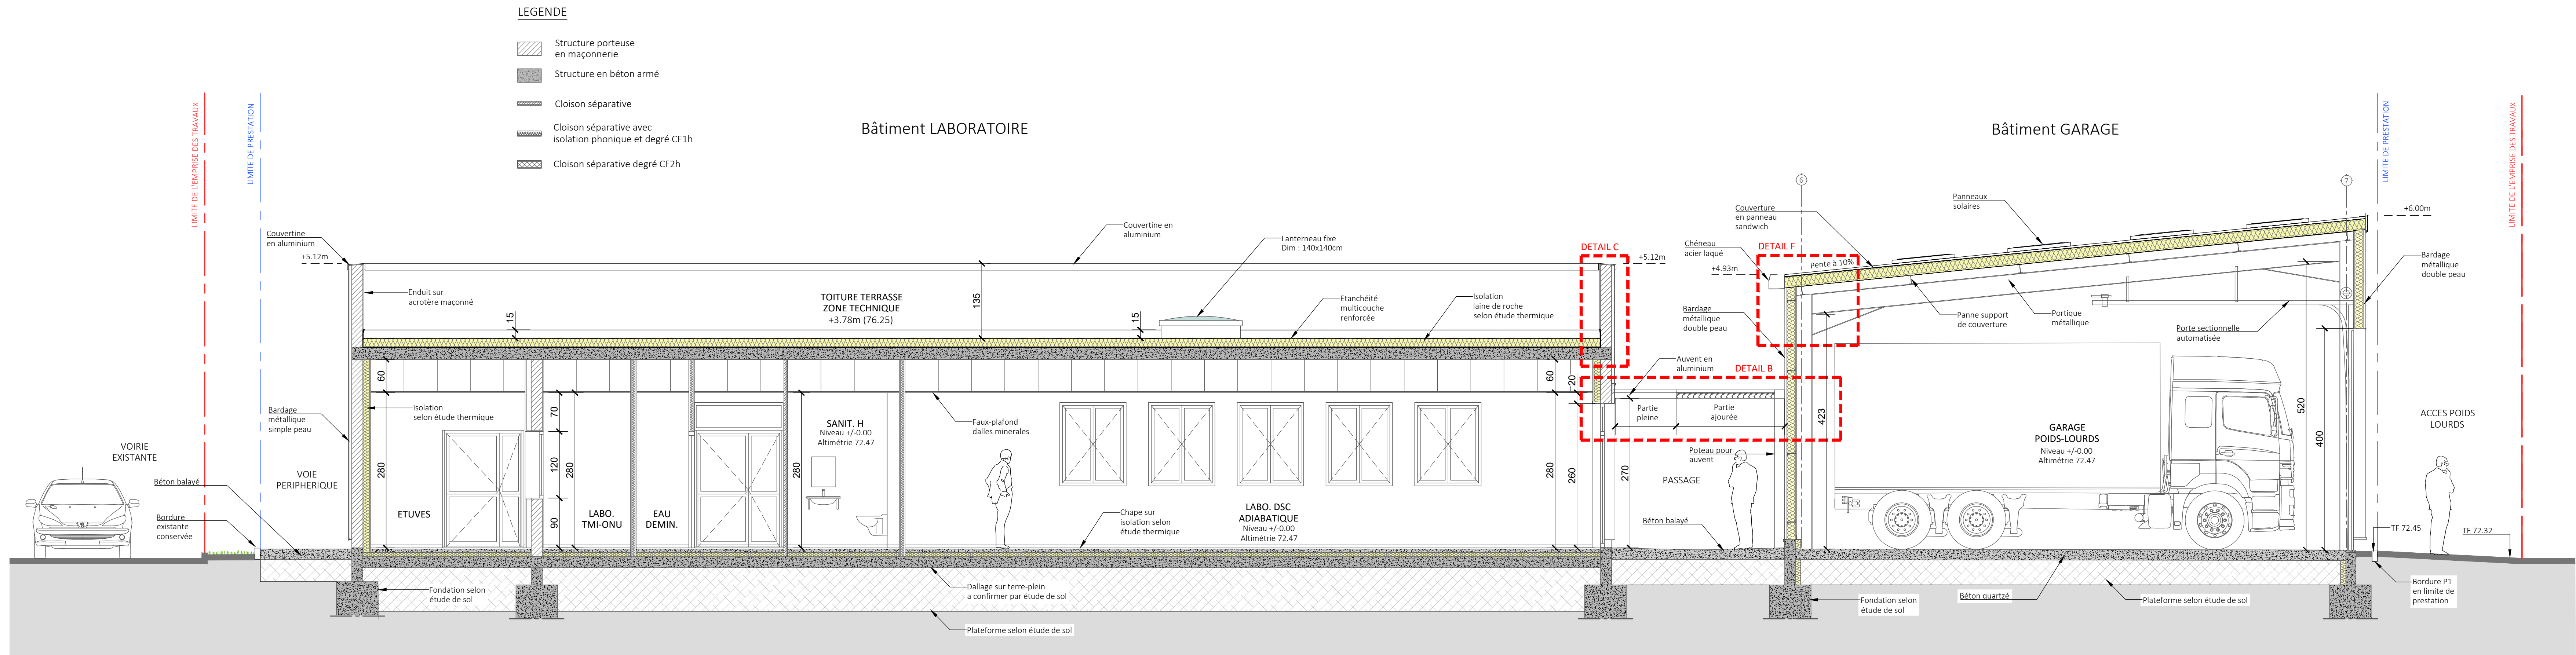 LEGENDE
Structure porteuse
en maçonnerie
Structure en béton armé
Cloison séparative
Cloison séparative avec
isolation phonique et degré CF1h
Cloison séparative degré CF2h
Bâtiment LABORATOIRE
Bâtiment GARAGE
LIMITE DE L'EMPRISE DES TRAVAUX
LIMITE DE PRESTATION
LIMITE DE PRESTATION
LIMITE DE L'EMPRISE DES TRAVAUX
6
7
Couvertine
en aluminium
+5.12m
Enduit sur
acrotère maçonné
15
TOITURE TERRASSE
ZONE TECHNIQUE
+3.78m (76.25)
135
Couvertine en
aluminium
15
Lanterneau fixe
Dim : 140x140cm
Etanchéité
multicouche
renforcée
Isolation
laine de roche
selon étude thermique
DETAIL C
+5.12m
Chéneau
acier laqué
+4.93m
DETAIL F
Couverture
en panneau
sandwich
Pente à 10%
Panneaux
solaires
+6.00m
Bardage
métallique
double peau
Bardage
métallique
double peau
Panne support
de couverture
Portique
métallique
Porte sectionnelle
automatisée
Auvent en
aluminium
DETAIL B
Partie
pleine
Partie
ajourée
60
60
20
Isolation
selon étude thermique
Bardage
métallique
simple peau
70
120
90
280
280
280
280
260
270
423
520
400
Faux-plafond
dalles minerales
SANIT. H
Niveau +/-0.00
Altimétrie 72.47
VOIRIE
EXISTANTE
VOIE
PERIPHERIQUE
Béton balayé
Bordure
existante
conservée
ETUVES
LABO.
TMI-ONU
EAU
DEMIN.
Chape sur
isolation selon
étude thermique
LABO. DSC
ADIABATIQUE
Niveau +/-0.00
Altimétrie 72.47
Poteau pour
auvent
PASSAGE
Béton balayé
GARAGE
POIDS-LOURDS
Niveau +/-0.00
Altimétrie 72.47
ACCES POIDS
LOURDS
TF 72.45
TF 72.32
Fondation selon
étude de sol
Dallage sur terre-plein
a confirmer par étude de sol
Plateforme selon étude de sol
Fondation selon
étude de sol
Béton quartzé
Plateforme selon étude de sol
Bordure P1
en limite de
prestation